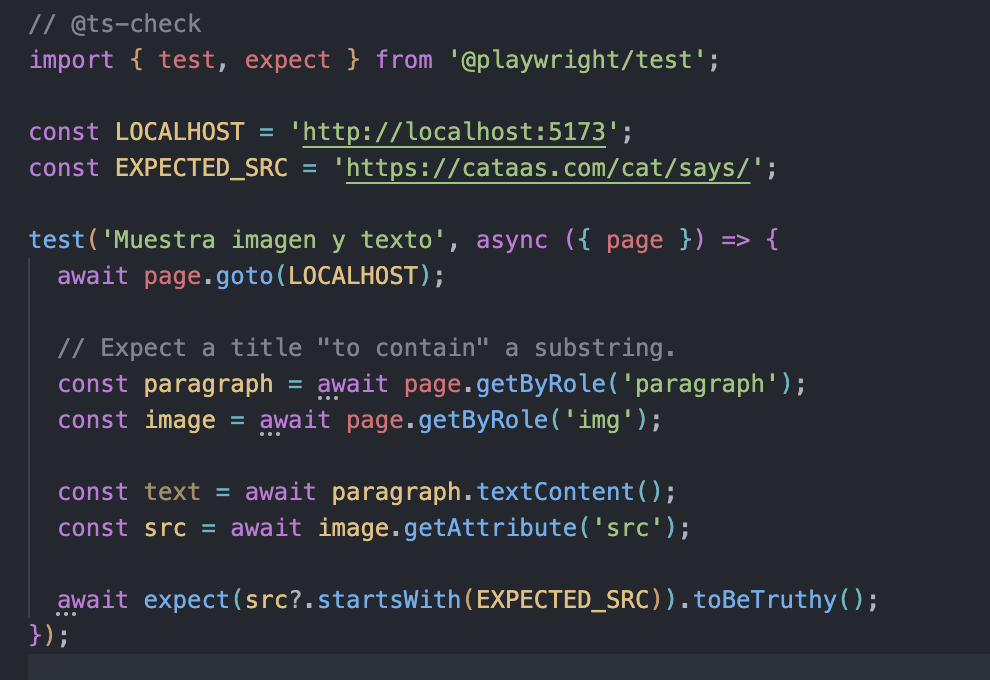 // @ts-check
import { test, expect } from '@playwright/test';
const LOCALHOST = 'http://localhost:5173';
const EXPECTED_SRC = 'https://cataas.com/cat/says/';
test('Muestra imagen y texto', async ({ page }) => {
  await page.goto(LOCALHOST);
  // Expect a title "to contain" a substring.
  const paragraph = await page.getByRole('paragraph');
  const image = await page.getByRole('img');
  const text = await paragraph.textContent();
  const src = await image.getAttribute('src');
  await expect(src?.startsWith(EXPECTED_SRC)).toBeTruthy();
});